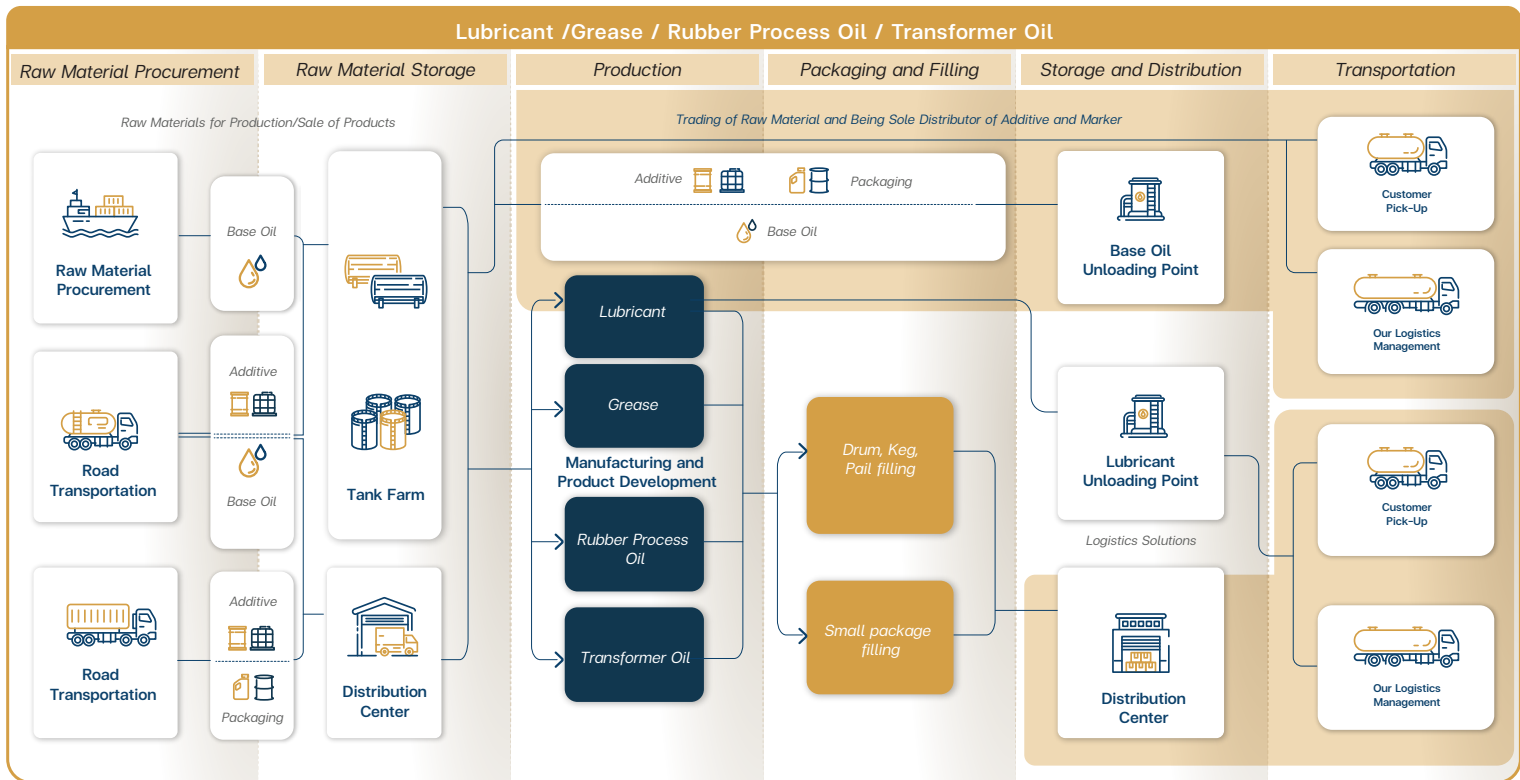 Lubricant /Grease / Rubber Process Oil / Transformer Oil
Raw Material Procurement
Raw Material Storage
Production
Packaging and Filling
Storage and Distribution
Transportation
Raw Materials for Production/Sale of Products
Trading of Raw Material and Being Sole Distributor of Additive and Marker
Raw Material
Procurement
Base Oil
Additive
Packaging
Base Oil
Base Oil
Unloading Point
Customer
Pick-Up
Our Logistics
Management
Road
Transportation
Additive
Base Oil
Tank Farm
Lubricant
Grease
Manufacturing and
Product Development
Rubber Process
Oil
Transformer Oil
Drum, Keg,
Pail filling
Small package
filling
Lubricant
Unloading Point
Logistics Solutions
Customer
Pick-Up
Road
Transportation
Additive
Packaging
Distribution
Center
Distribution
Center
Our Logistics
Management